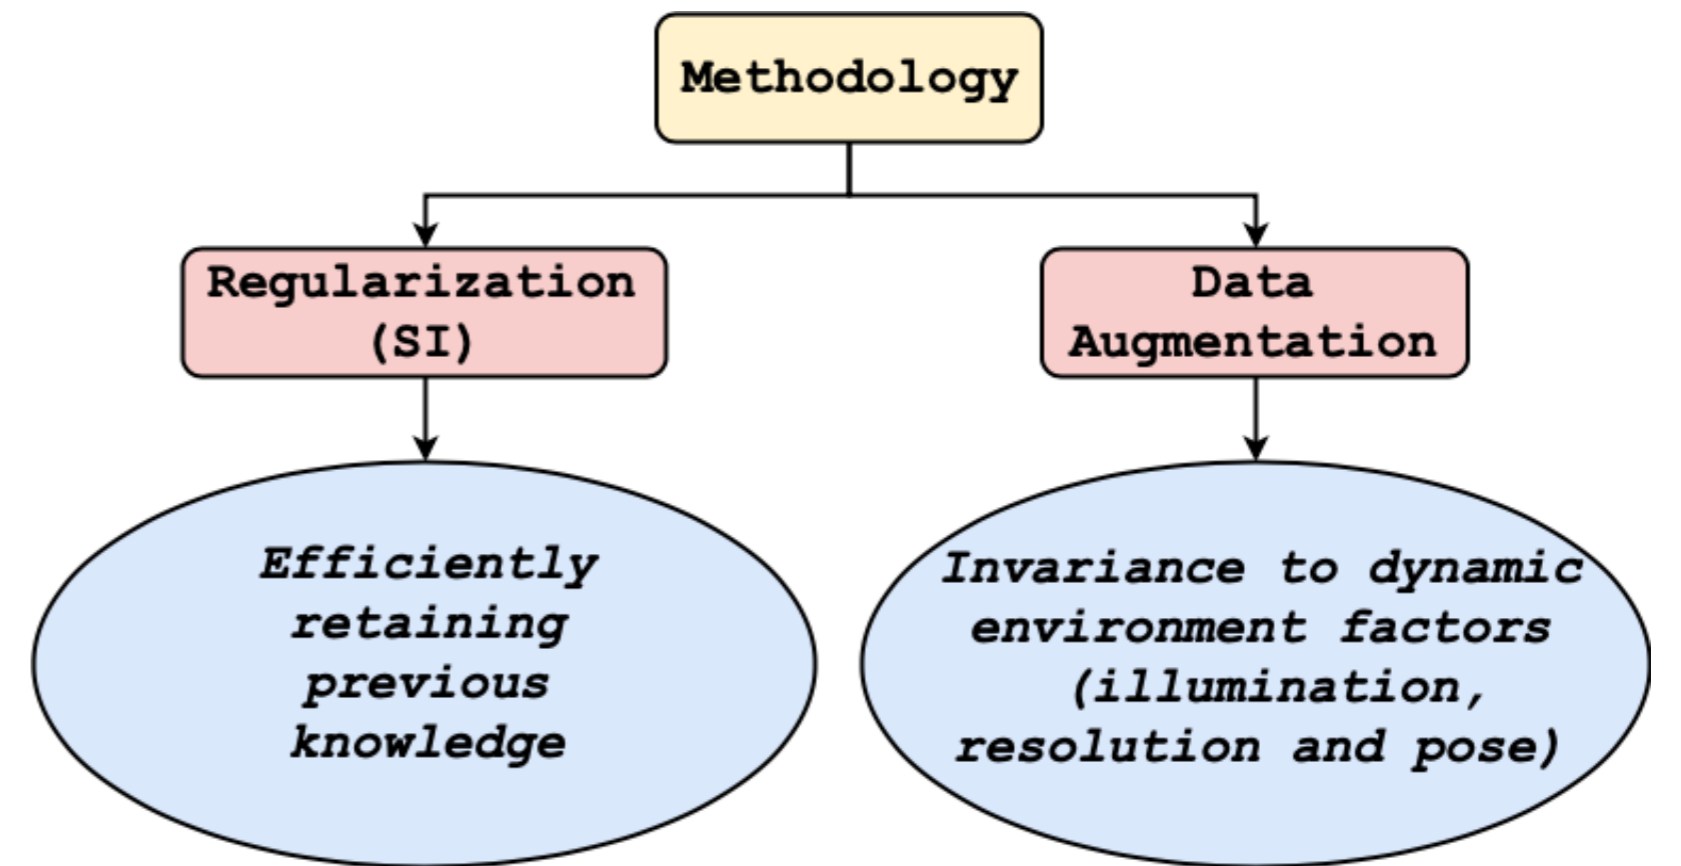 Methodology
Regularization
(SI)
Data
Augmentation
Efficiently
retaining
previous
knowledge
Invariance to dynamic
environment factors
(illumination,
resolution and pose)